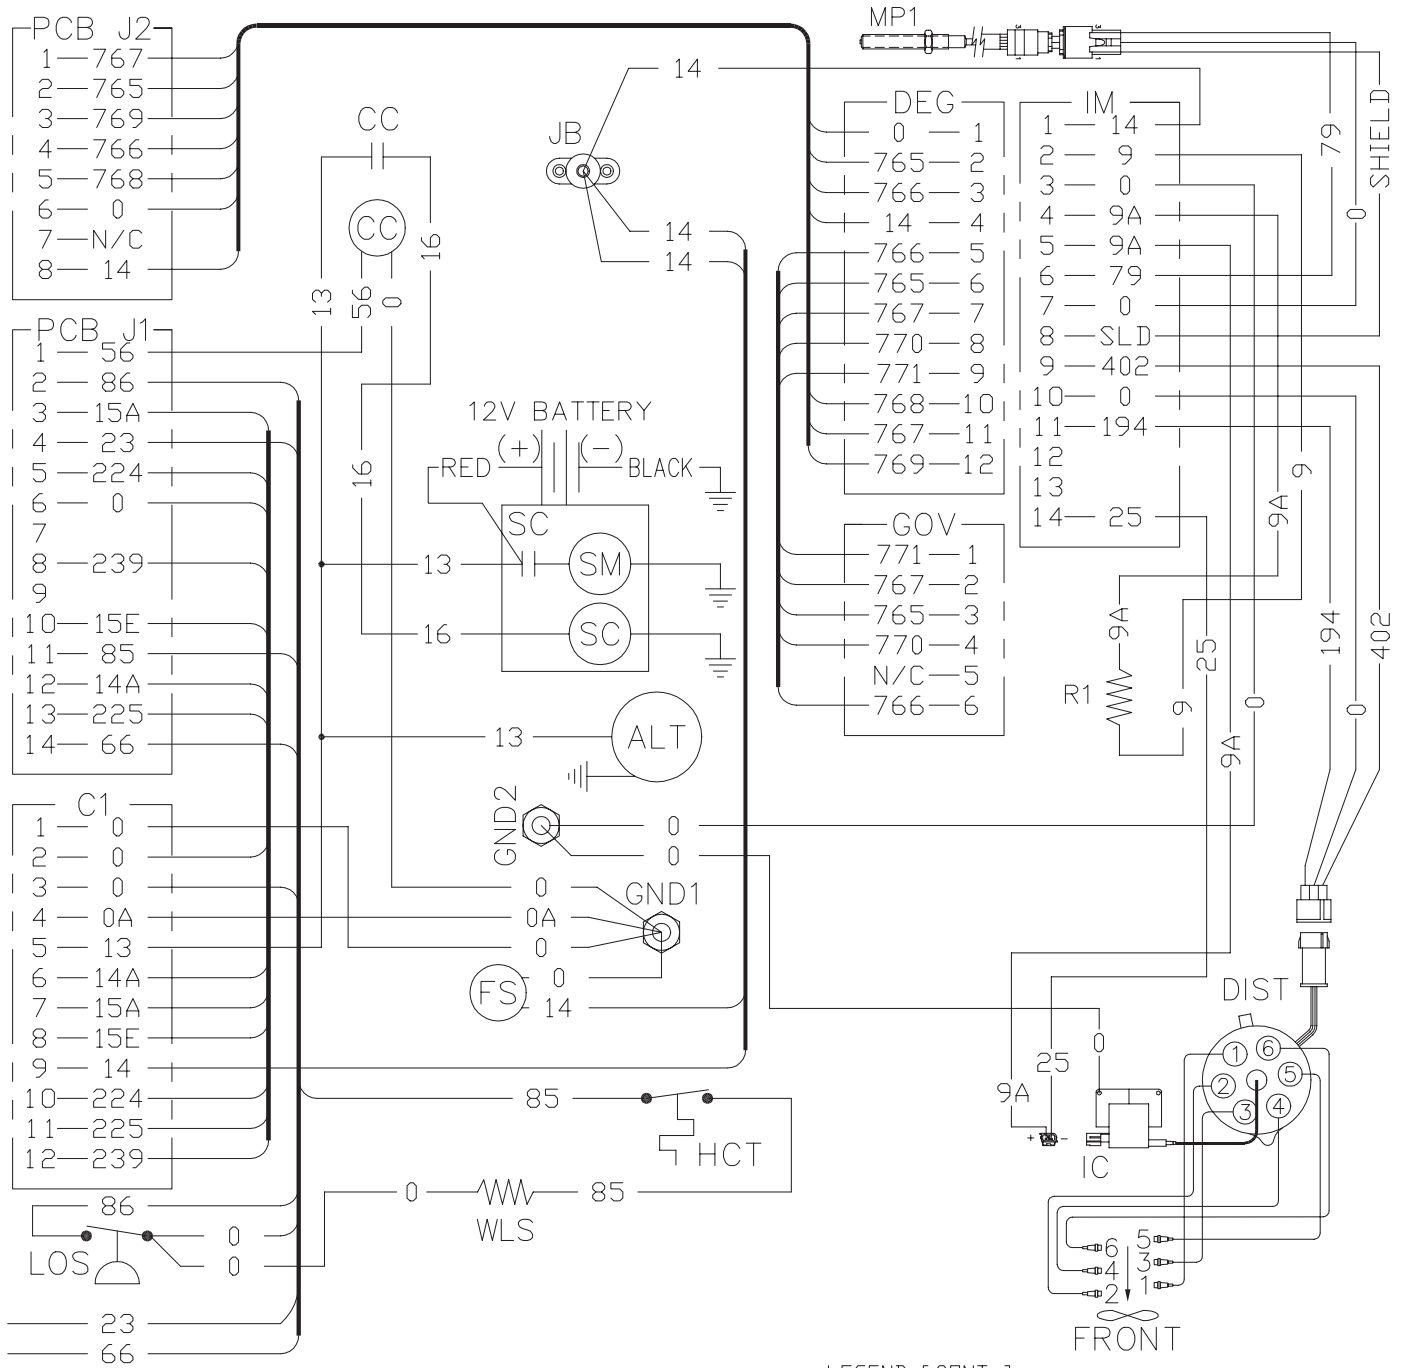 PCB J2
1 767
2 765
3 769
4 766
5 768
6 0
7 N/C
8 14
PCB J1
1 56
2 86
3 15A
4 23
5 224
6 0
7
8 239
9
10 15E
11 85
12 14A
13 225
14 66
C1
1 0
2 0
3 0
4 0A
5 13
6 14A
7 15A
8 15E
9 14
10 224
11 225
12 239
86
0
0
LOS
23
66
CC
CC
13
56
0
16
16
JB
14
14
14
12V BATTERY
(+) (-)
RED BLACK
SC
13 SM
16 SC
13 ALT
GND2
0
0
GND1
0
0A
0
FS 0
14
85
HCT
0 85
WLS
MP1
DEG
0 1
765 2
766 3
14 4
766 5
765 6
767 7
770 8
771 9
768 10
767 11
769 12
GOV
771 1
767 2
765 3
770 4
N/C 5
766 6
IM
1 14
2 9
3 0
4 9A
5 9A
6 79
7 0
8 SLD
9 402
10 0
11 194
12
13
14 25
79
0
SHIELD
9
9A
9A
R1
9
25
9A
0
194
0
402
DIST
1 6
2 5
3 4
0
25
9A
+ -
IC
6 5
4 3
2 1
FRONT